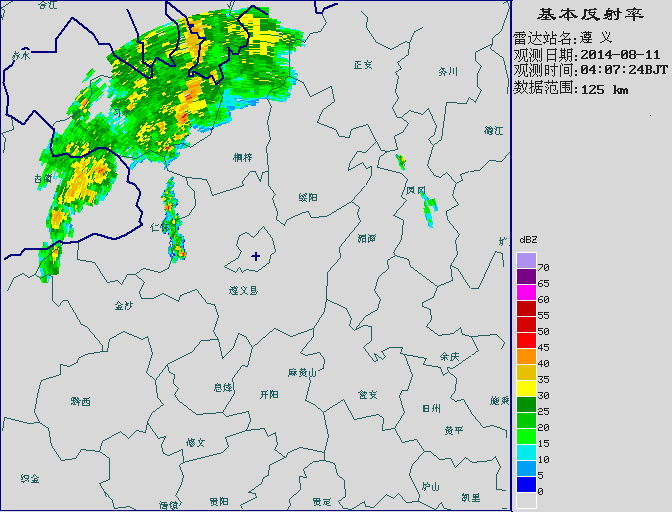 基本反射率
雷达站名:遵 义
观测日期:2014-08-11
观测时间:04:07:24BJT
数据范围:125 km
合江
赤水
正安
务川
桐梓
古蔺
绥阳
凤冈
仁怀
湄潭
遵义县
金沙
余庆
麻黄山
息烽
开阳
黔西
瓮安
旧州
施秉
黄平
修文
织金
炉山
凯里
清镇
贵阳
贵定
dBZ
70
65
60
55
50
45
40
35
30
25
20
15
10
5
0